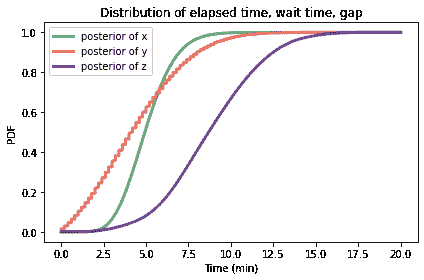 Distribution of elapsed time, wait time, gap
posterior of x
posterior of y
posterior of z
1.0
0.8
0.6
0.4
0.2
0.0
PDF
0.0 2.5 5.0 7.5 10.0 12.5 15.0 17.5 20.0
Time (min)